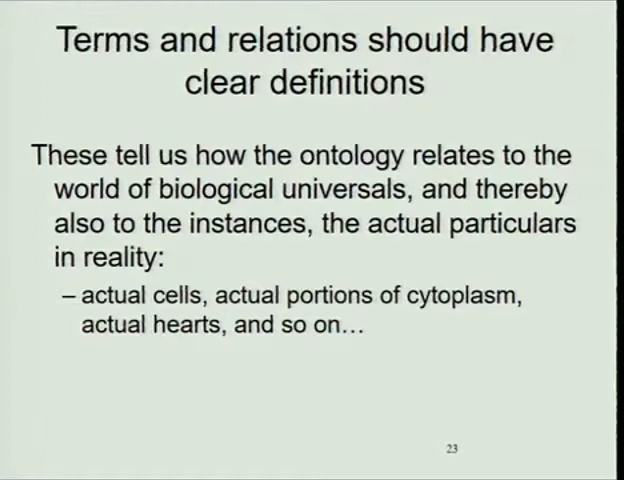 Terms and relations should have
clear definitions
These tell us how the ontology relates to the
world of biological universals, and thereby
also to the instances, the actual particulars
in reality:
– actual cells, actual portions of cytoplasm,
actual hearts, and so on…
23